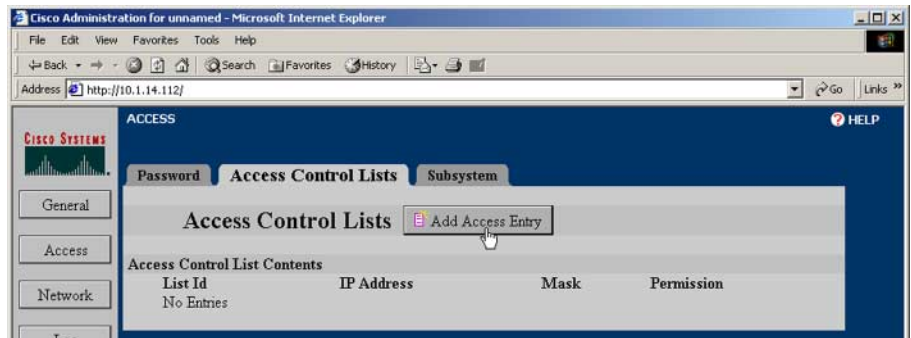 Cisco Administration for unnamed - Microsoft Internet Explorer
File Edit View Favorites Tools Help
Back Search Favorites History
Address http://10.1.14.112/ Go Links »
ACCESS ? HELP
CISCO SYSTEMS
Password Access Control Lists Subsystem
General
Access Control Lists Add Access Entry
Access
Access Control List Contents
List Id IP Address Mask Permission
No Entries
Network